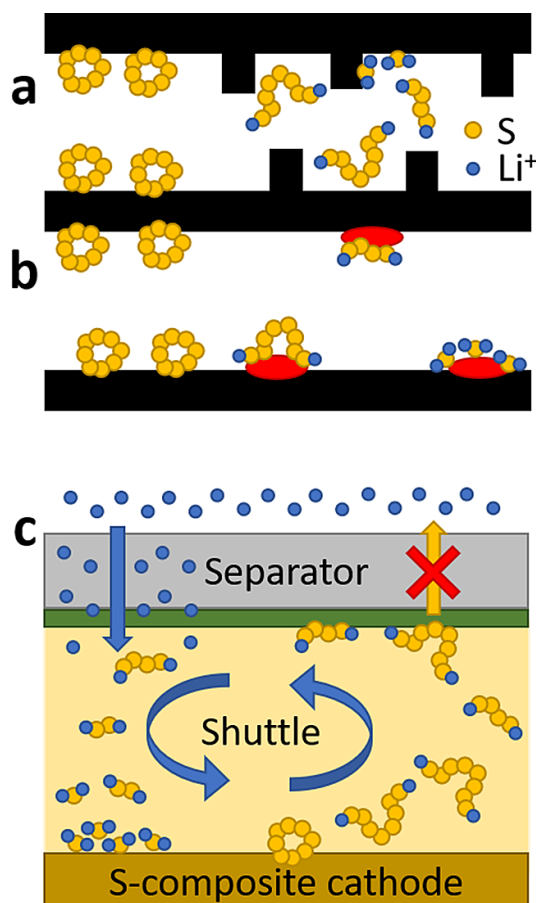 a
S
Li⁺
b
c
Separator
Shuttle
S-composite cathode